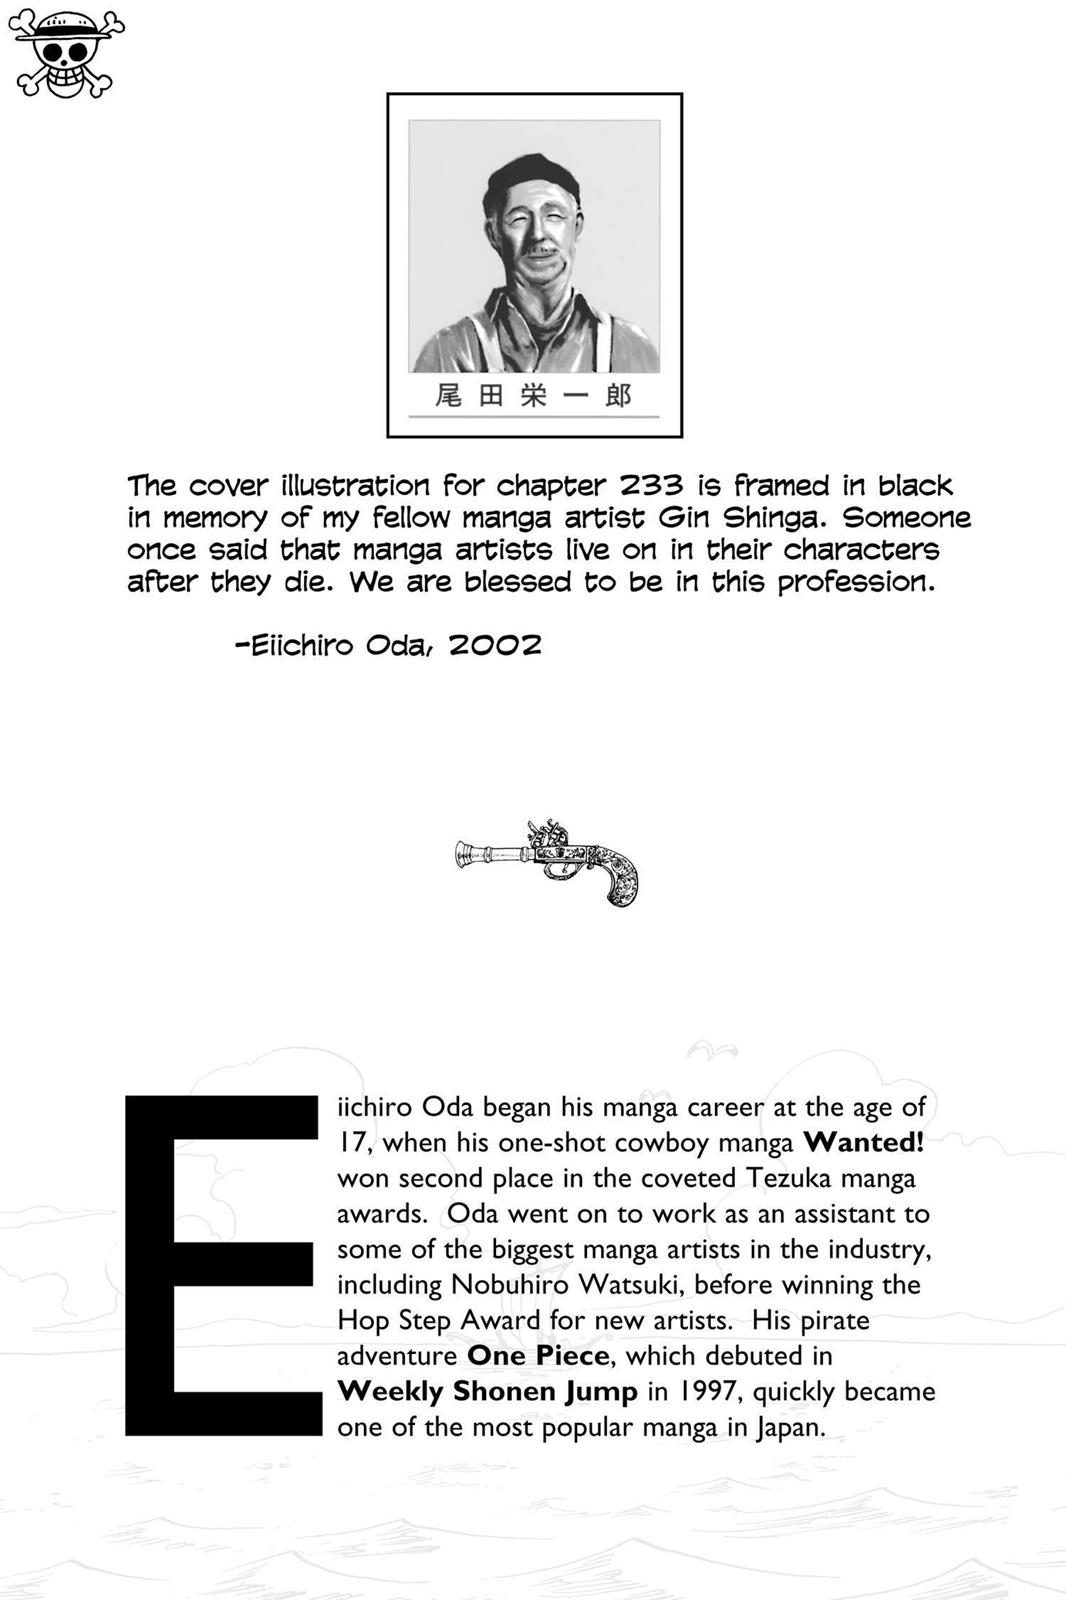 尾田栄一郎
The cover illustration for chapter 233 is framed in black
in memory of my fellow manga artist Gin Shinga. Someone
once said that manga artists live on in their characters
after they die. We are blessed to be in this profession.
-Eiichiro Oda, 2002
Eiichiro Oda began his manga career at the age of
17, when his one-shot cowboy manga Wanted!
won second place in the coveted Tezuka manga
awards. Oda went on to work as an assistant to
some of the biggest manga artists in the industry,
including Nobuhiro Watsuki, before winning the
Hop Step Award for new artists. His pirate
adventure One Piece, which debuted in
Weekly Shonen Jump in 1997, quickly became
one of the most popular manga in Japan.